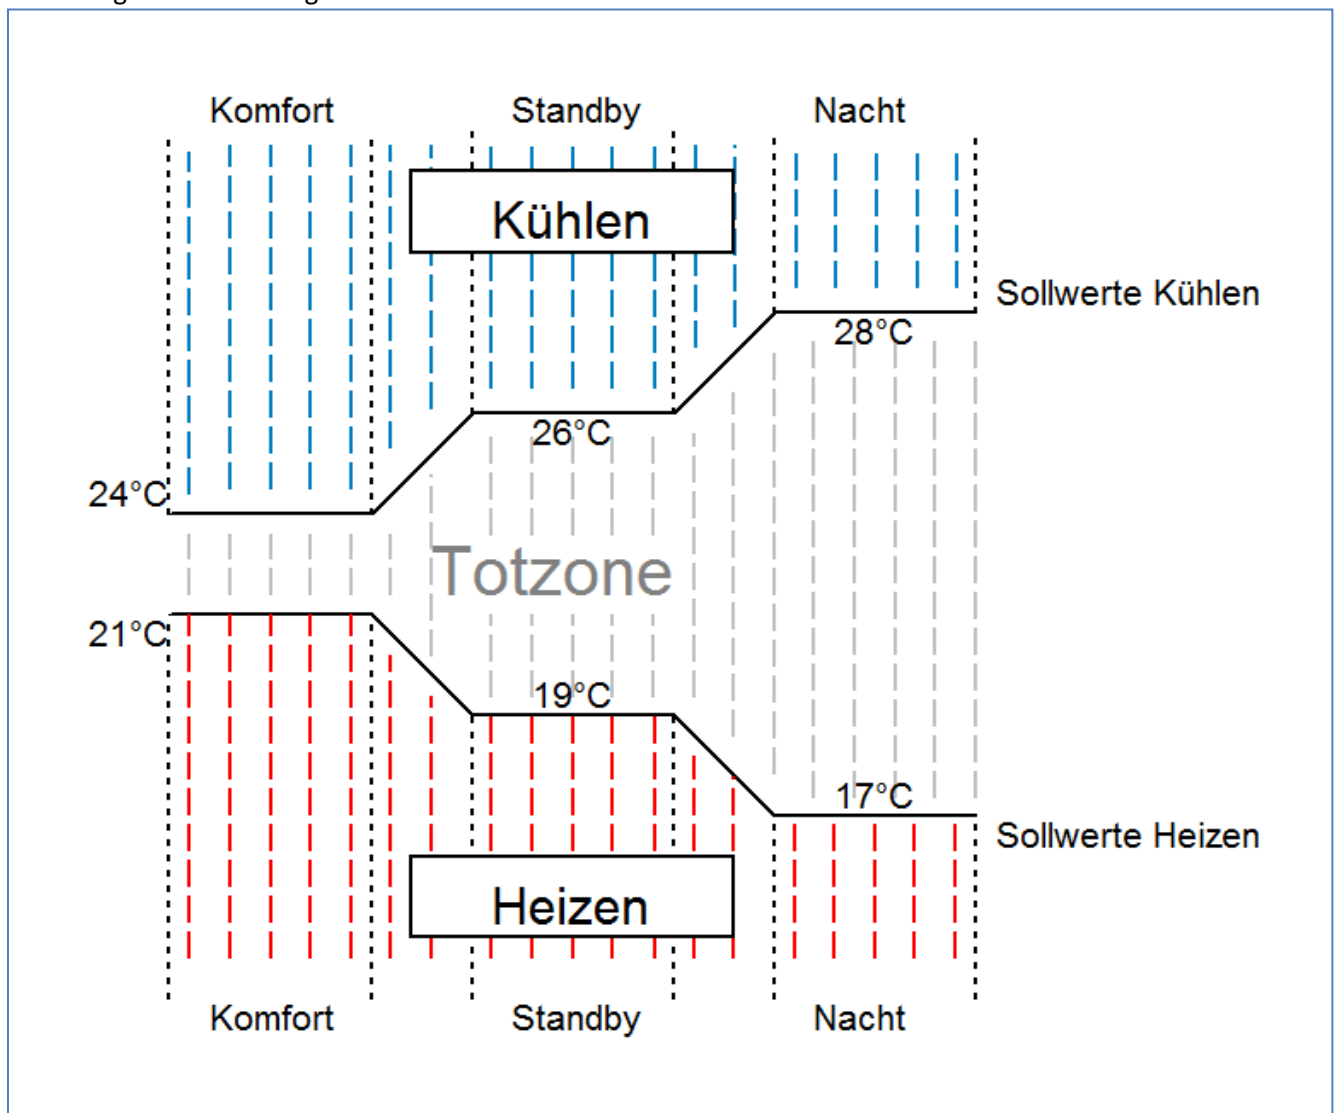 Komfort Standby Nacht
Kühlen
Sollwerte Kühlen
28°C
26°C
24°C
Totzone
21°C
19°C
17°C
Sollwerte Heizen
Heizen
Komfort Standby Nacht